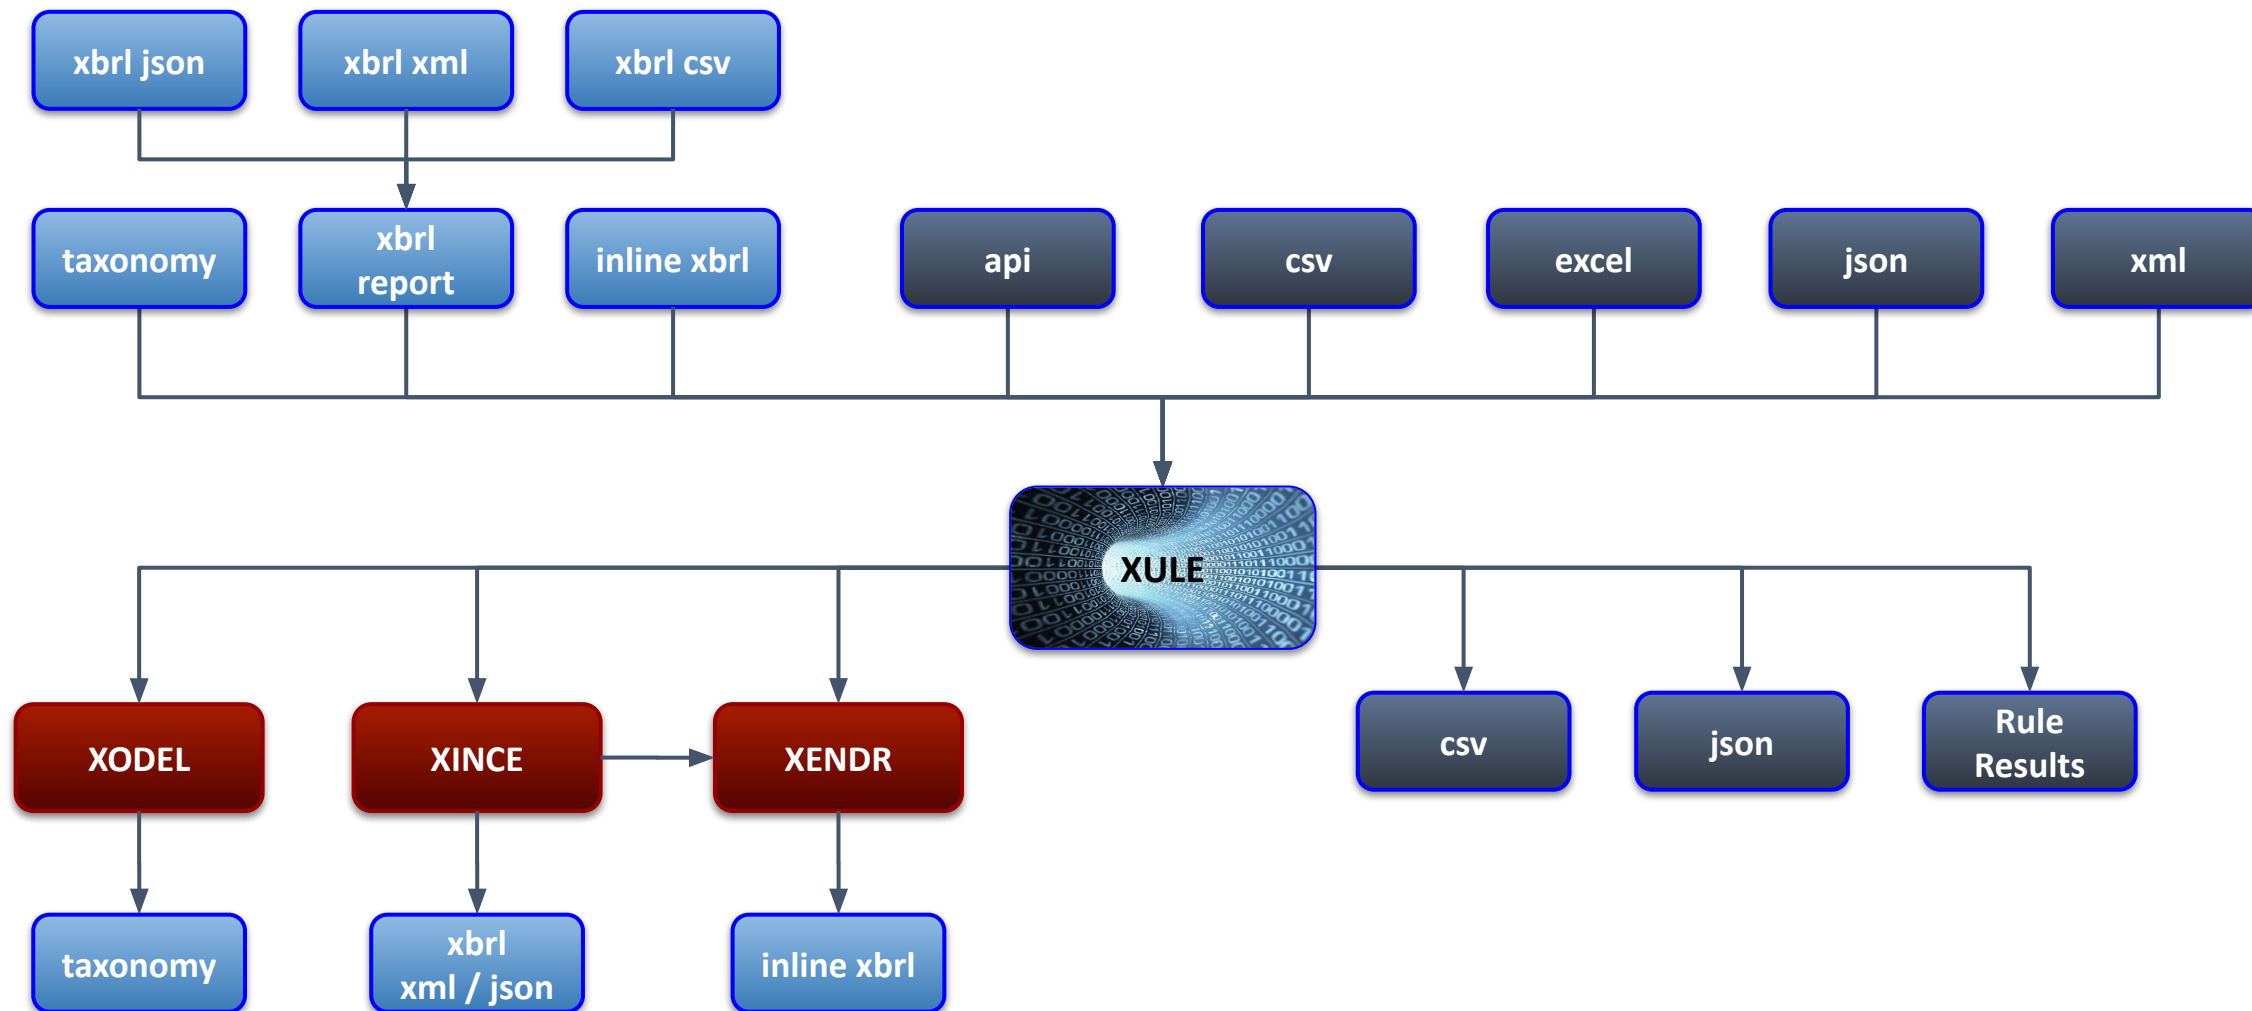 xbrl json
xbrl xml
xbrl csv
taxonomy
xbrl
report
inline xbrl
api
csv
excel
json
xml
XULE
XODEL
XINCE
XENDR
csv
json
Rule
Results
taxonomy
xbrl
xml / json
inline xbrl